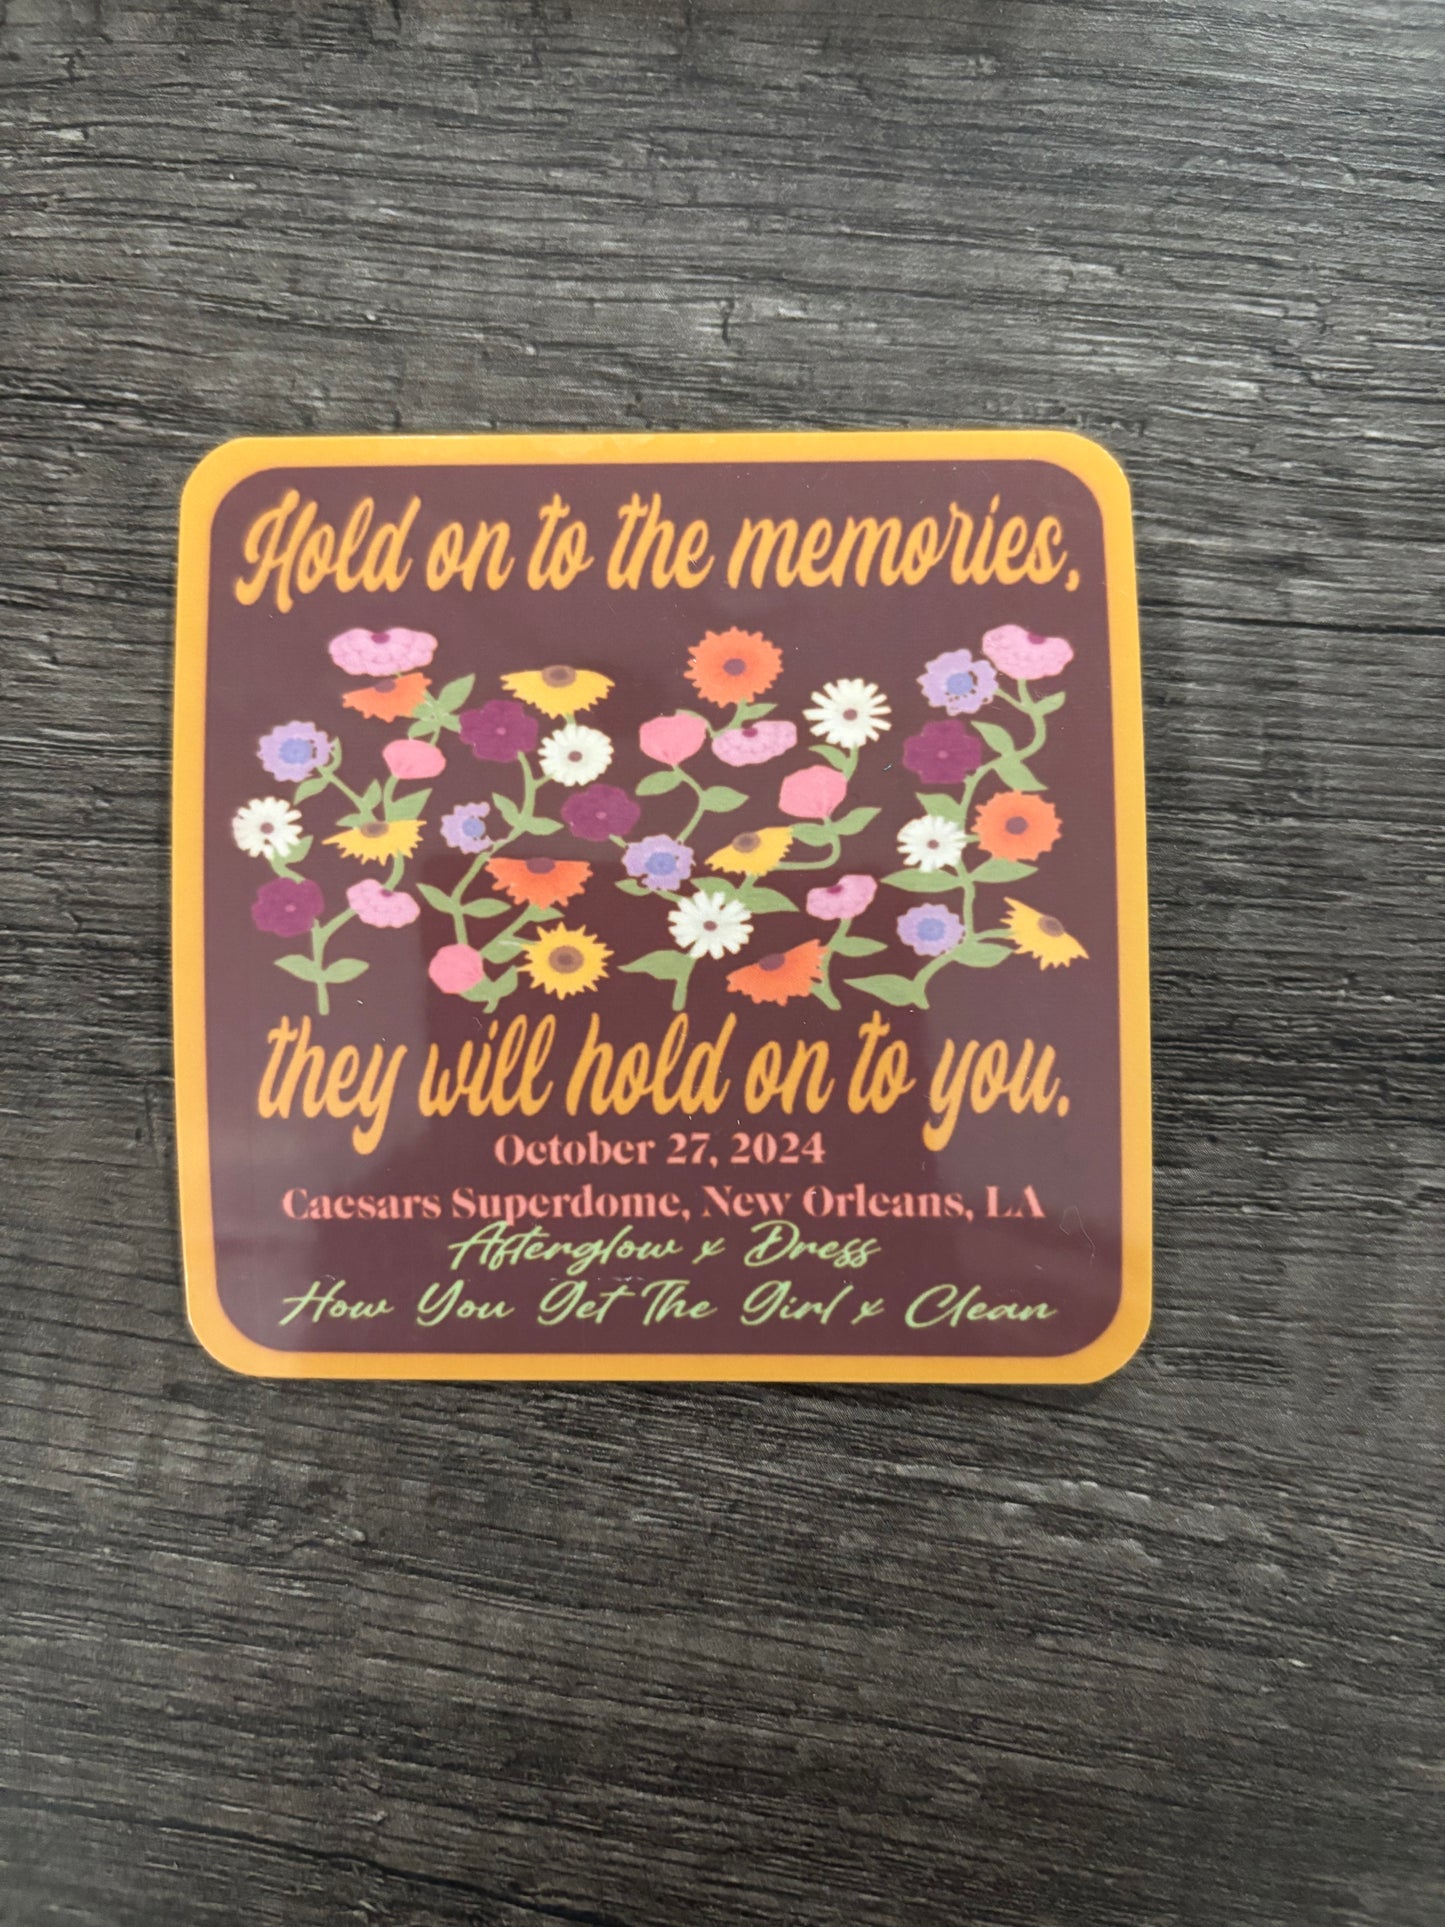 Hold on to the memories,
they will hold on to you.
October 27, 2024
Caesars Superdome, New Orleans, LA
Afterglow x Dress
How You Get The Girl x Clean